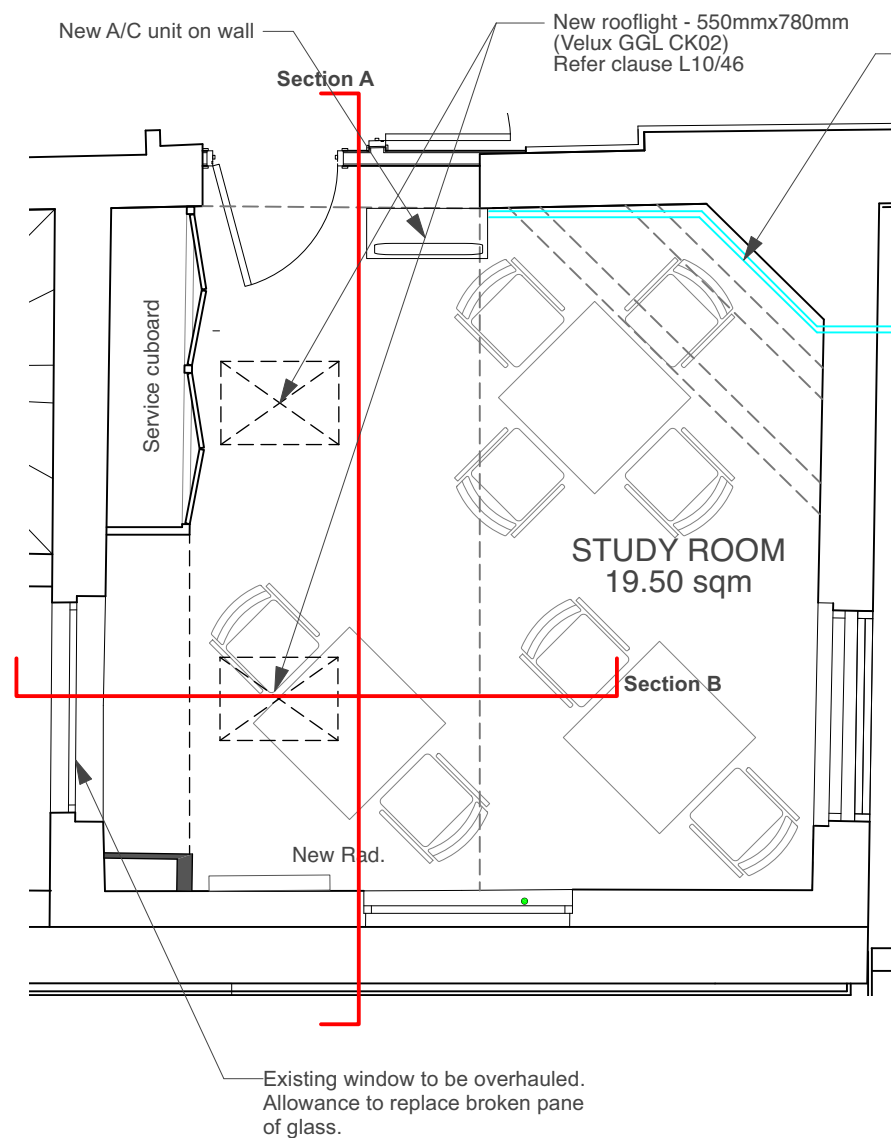 New A/C unit on wall
New rooflight - 550mmx780mm
(Velux GGL CK02)
Refer clause L10/46
Section A
Service cuboard
STUDY ROOM
19.50 sqm
Section B
New Rad.
Existing window to be overhauled.
Allowance to replace broken pane
of glass.